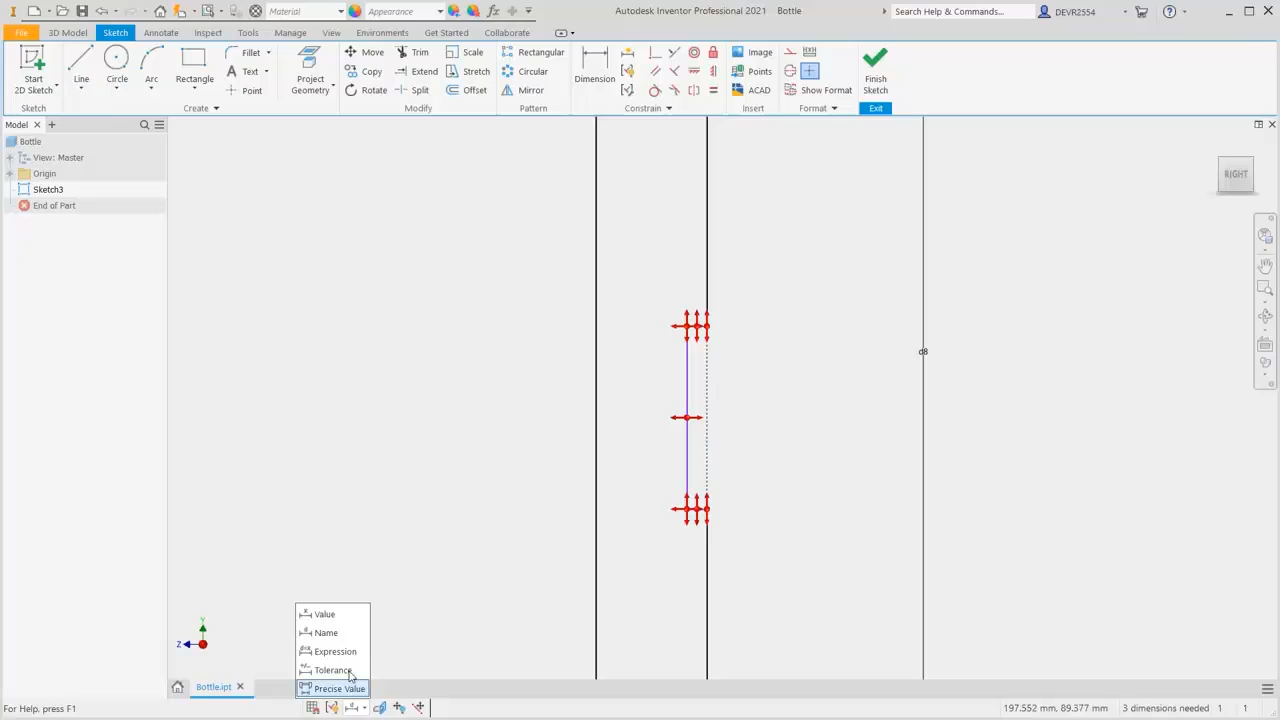 Material
Appearance
Autodesk Inventor Professional 2021 Bottle
Search Help & Commands...
DEVR2554
File
3D Model
Sketch
Annotate
Inspect
Tools
Manage
View
Environments
Get Started
Collaborate
Start
2D Sketch
Line
Circle
Arc
Rectangle
Fillet
Text
Point
Project
Geometry
Move
Copy
Rotate
Trim
Extend
Split
Scale
Stretch
Offset
Rectangular
Circular
Mirror
Dimension
Image
Points
ACAD
Show Format
Finish
Sketch
Sketch
Create
Modify
Pattern
Constrain
Insert
Format
Exit
Model
Bottle
View: Master
Origin
Sketch3
End of Part
RIGHT
d8
Value
Name
Expression
Tolerance
Precise Value
Y
Z
Bottle.ipt
For Help, press F1
197.552 mm, 89.377 mm
3 dimensions needed
1
1